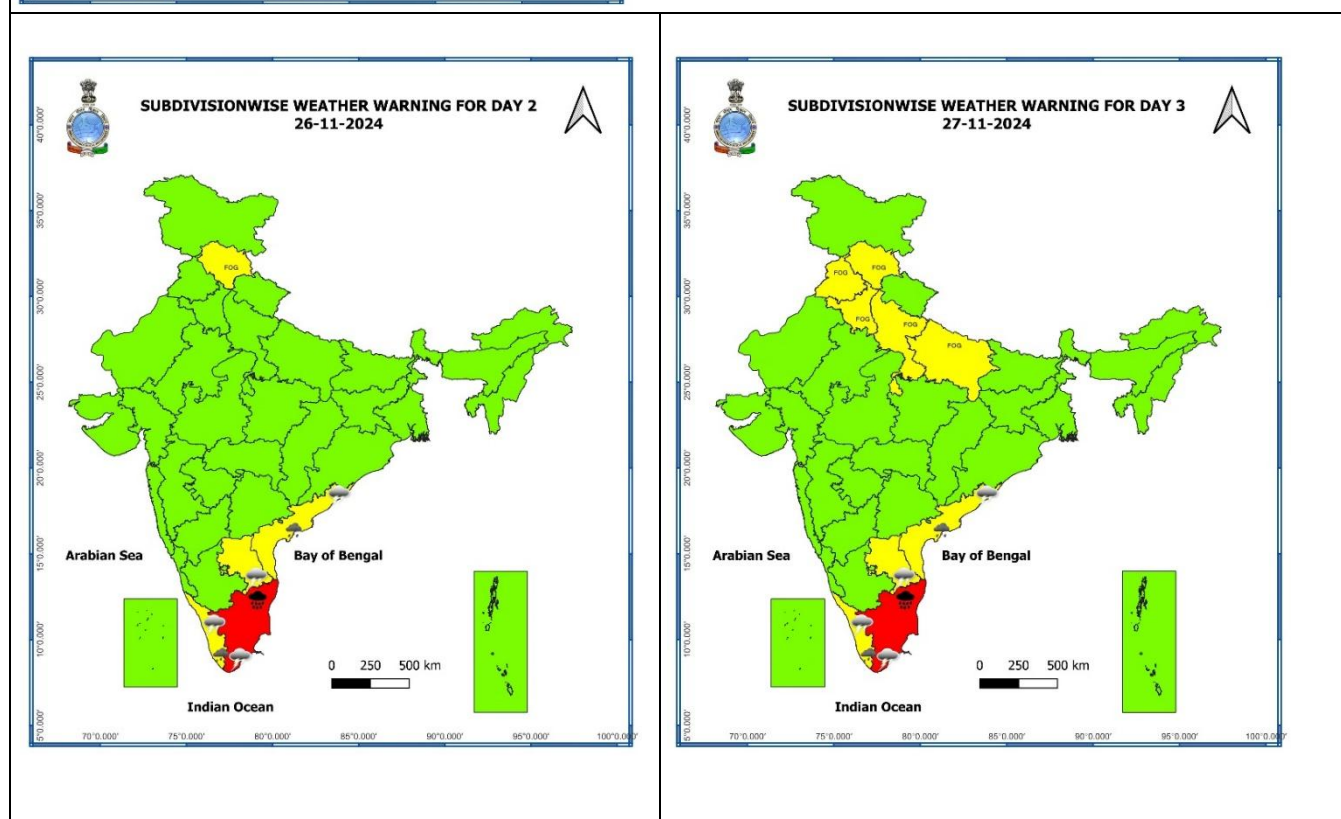 SUBDIVISIONWISE WEATHER WARNING FOR DAY 2
26-11-2024
40°0.000'
35°0.000'
30°0.000'
25°0.000'
20°0.000'
15°0.000'
10°0.000'
5°0.000'
FOG
Arabian Sea
Bay of Bengal
0 250 500 km
Indian Ocean
70°0.000' 75°0.000' 80°0.000' 85°0.000' 90°0.000' 95°0.000' 100°0.000'
SUBDIVISIONWISE WEATHER WARNING FOR DAY 3
27-11-2024
40°0.000'
35°0.000'
30°0.000'
25°0.000'
20°0.000'
15°0.000'
10°0.000'
5°0.000'
FOG
FOG
FOG
FOG
FOG
Arabian Sea
Bay of Bengal
0 250 500 km
Indian Ocean
70°0.000' 75°0.000' 80°0.000' 85°0.000' 90°0.000' 95°0.000' 100°0.000'